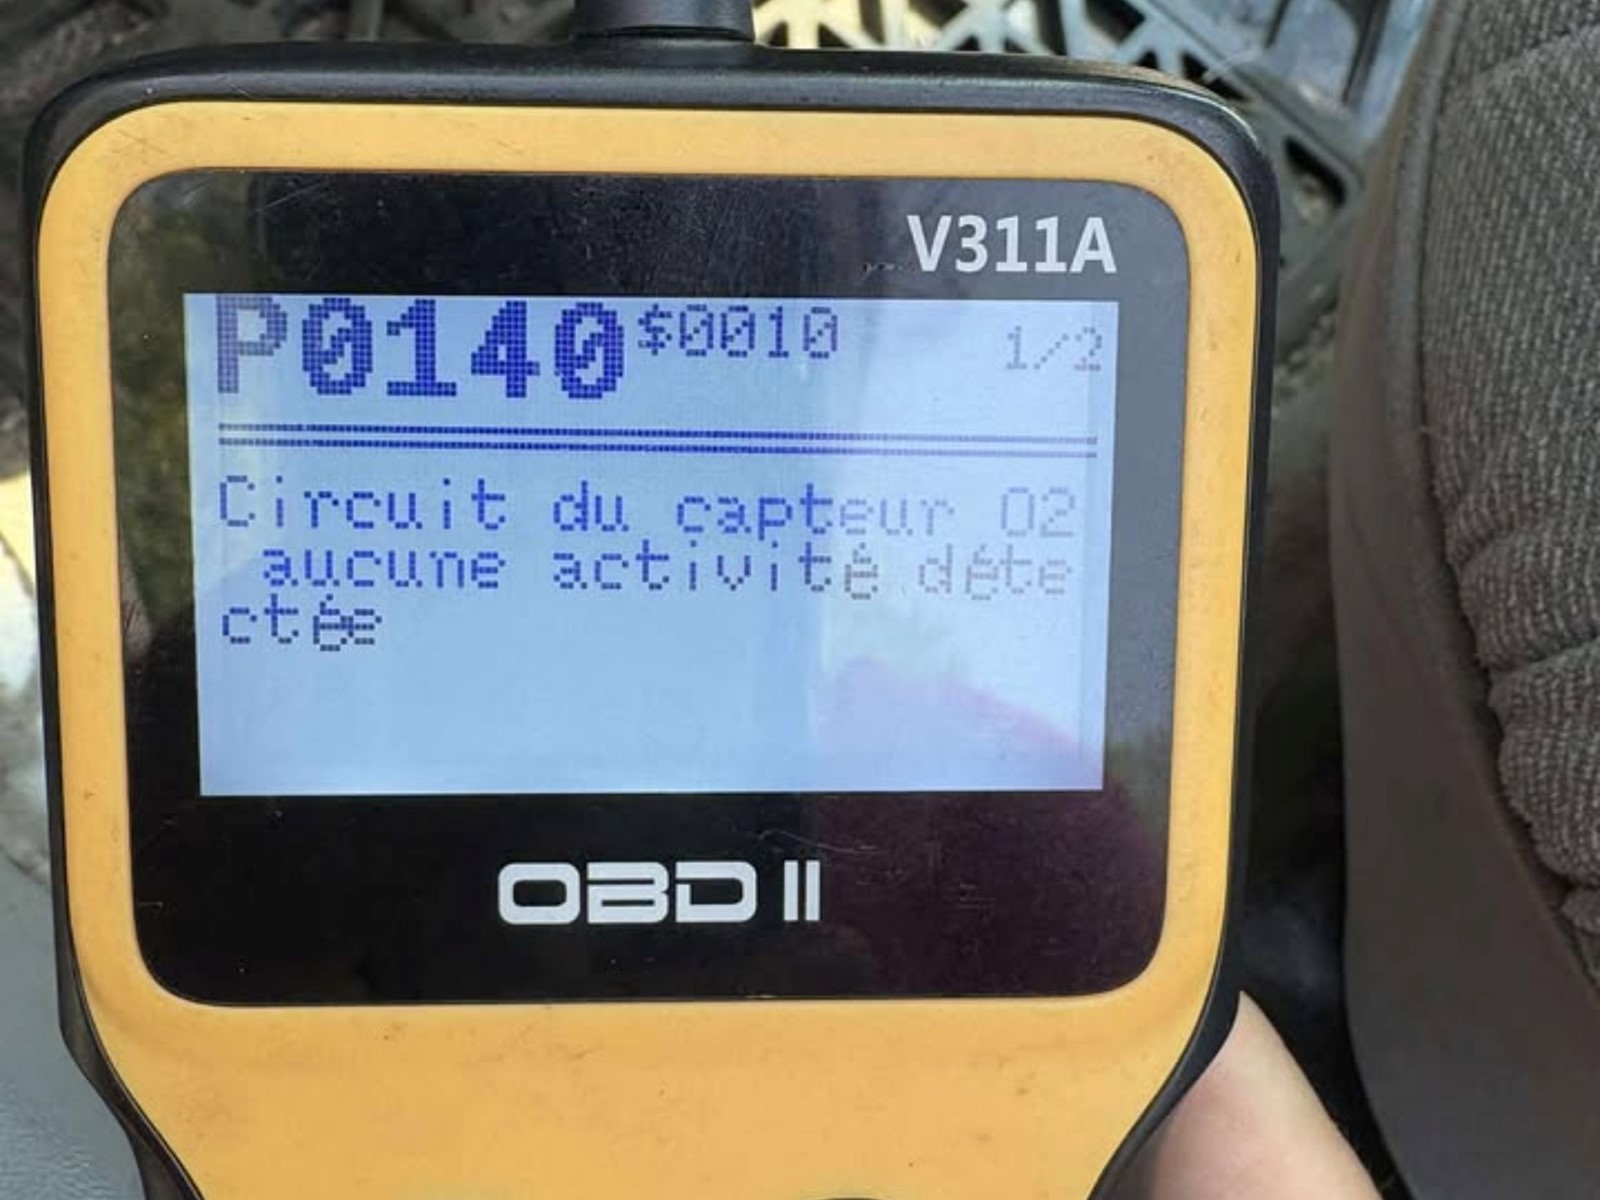 V311A
P0140 $0010 1/2
Circuit du capteur O2
aucune activité déte
ctée
OBD II